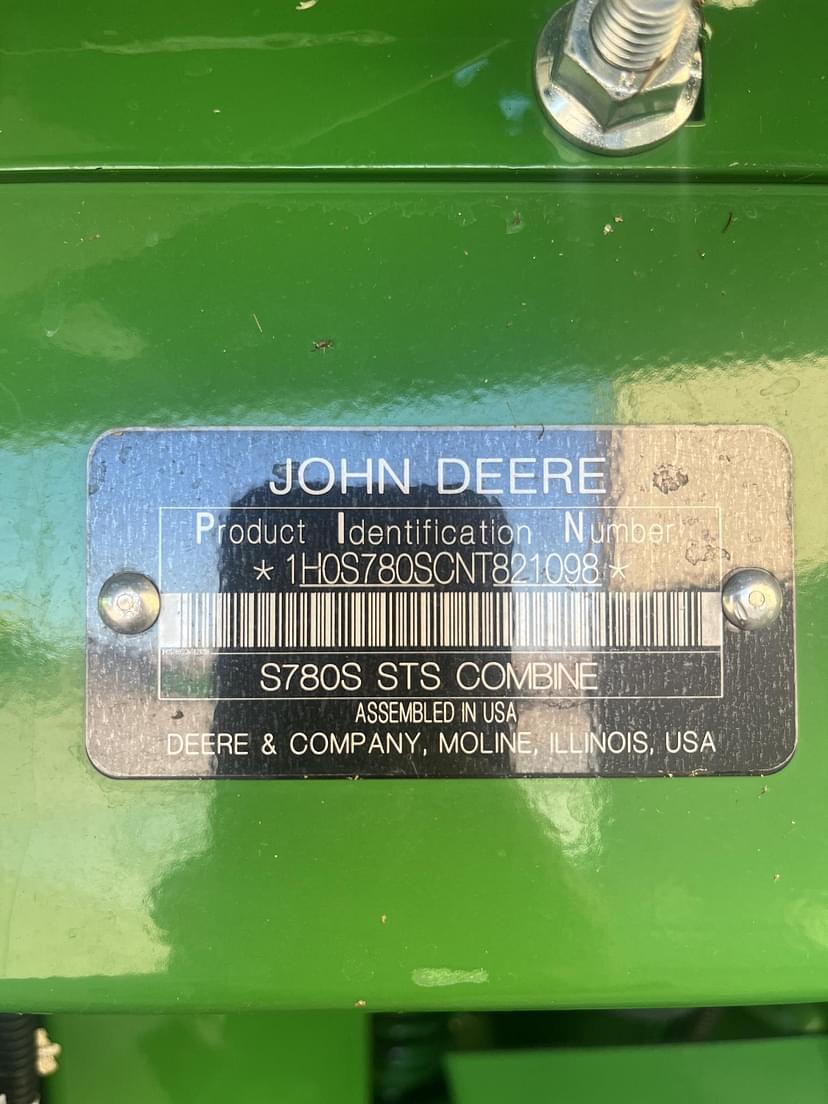 JOHN DEERE
Product Identification Number
* 1H0S780SCNT821098 *
S780S STS COMBINE
ASSEMBLED IN USA
DEERE & COMPANY, MOLINE, ILLINOIS, USA